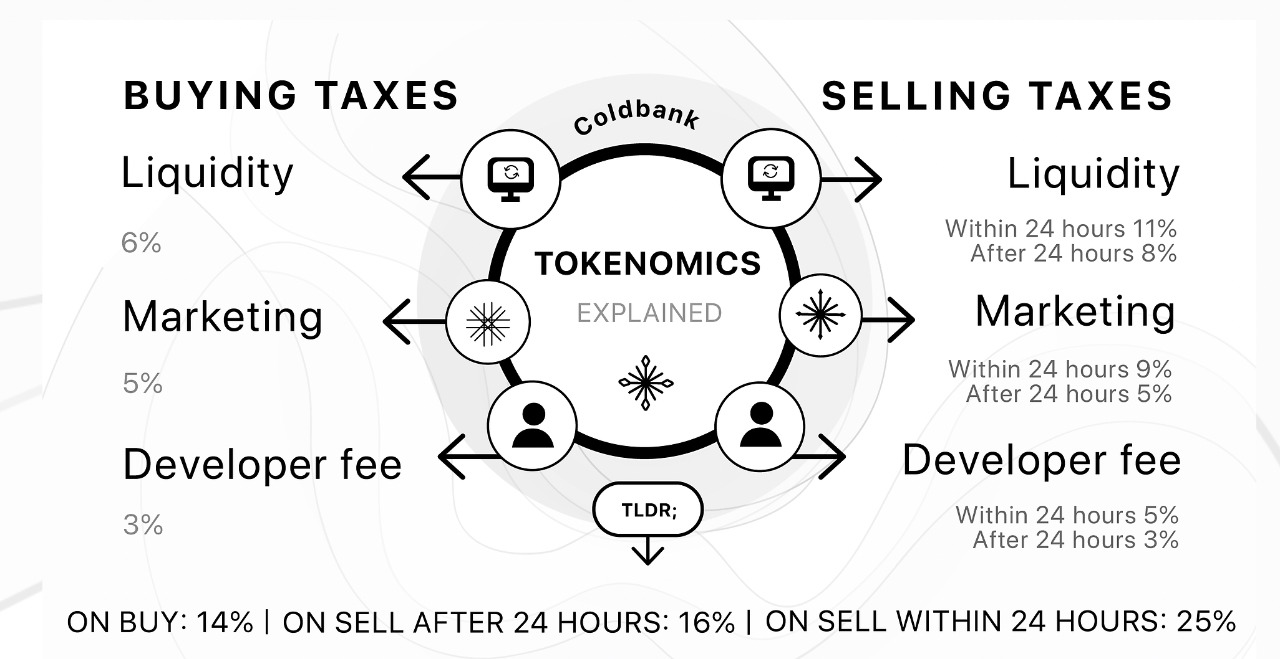 BUYING TAXES
Liquidity
6%
Marketing
5%
Developer fee
3%
Coldbank
TOKENOMICS
EXPLAINED
TLDR;
SELLING TAXES
Liquidity
Within 24 hours 11%
After 24 hours 8%
Marketing
Within 24 hours 9%
After 24 hours 5%
Developer fee
Within 24 hours 5%
After 24 hours 3%
ON BUY: 14% | ON SELL AFTER 24 HOURS: 16% | ON SELL WITHIN 24 HOURS: 25%